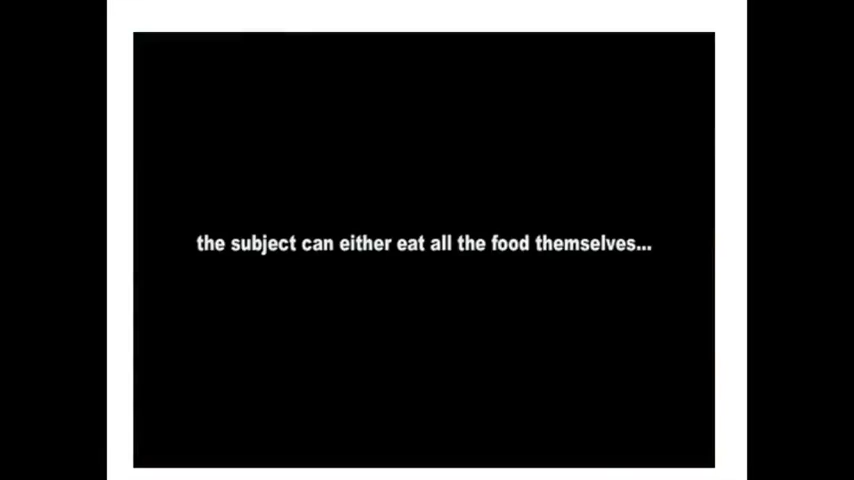 the subject can either eat all the food themselves...